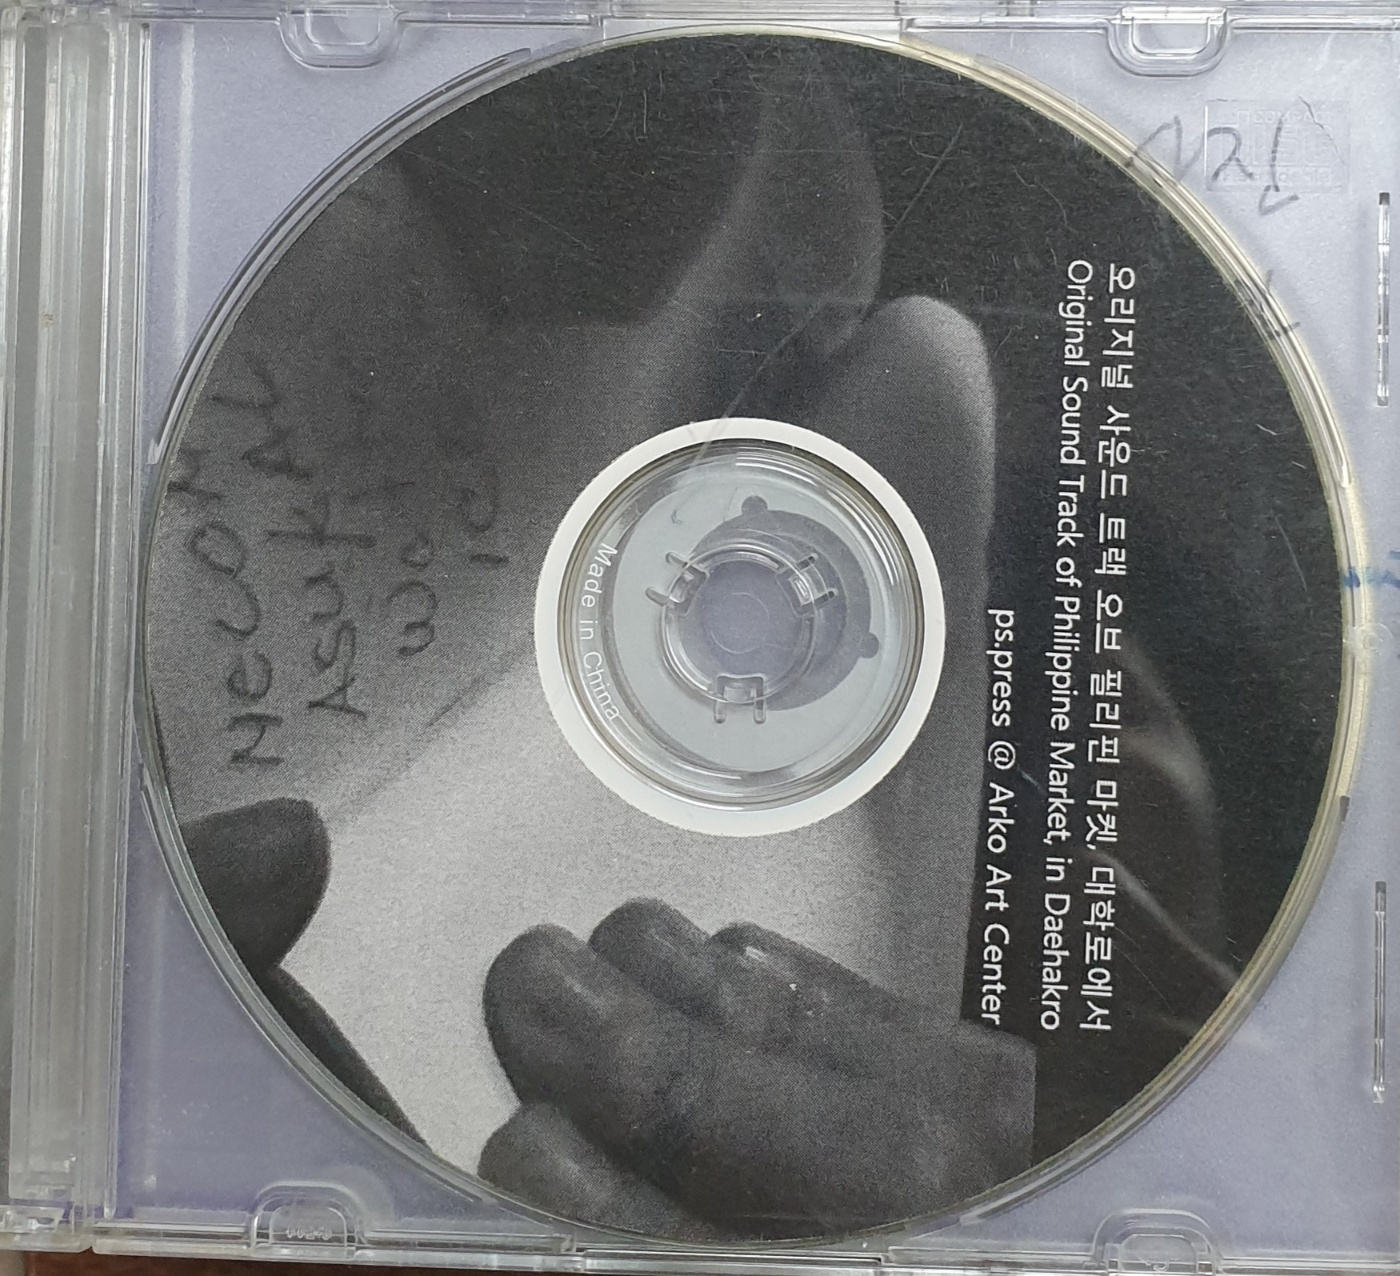 오리지널 사운드 트랙 오브 필리핀 마켓, 대학로에서
Original Sound Track of Philippine Market, in Daehakro
ps.press @ Arko Art Center
Made in China
ASUKAL